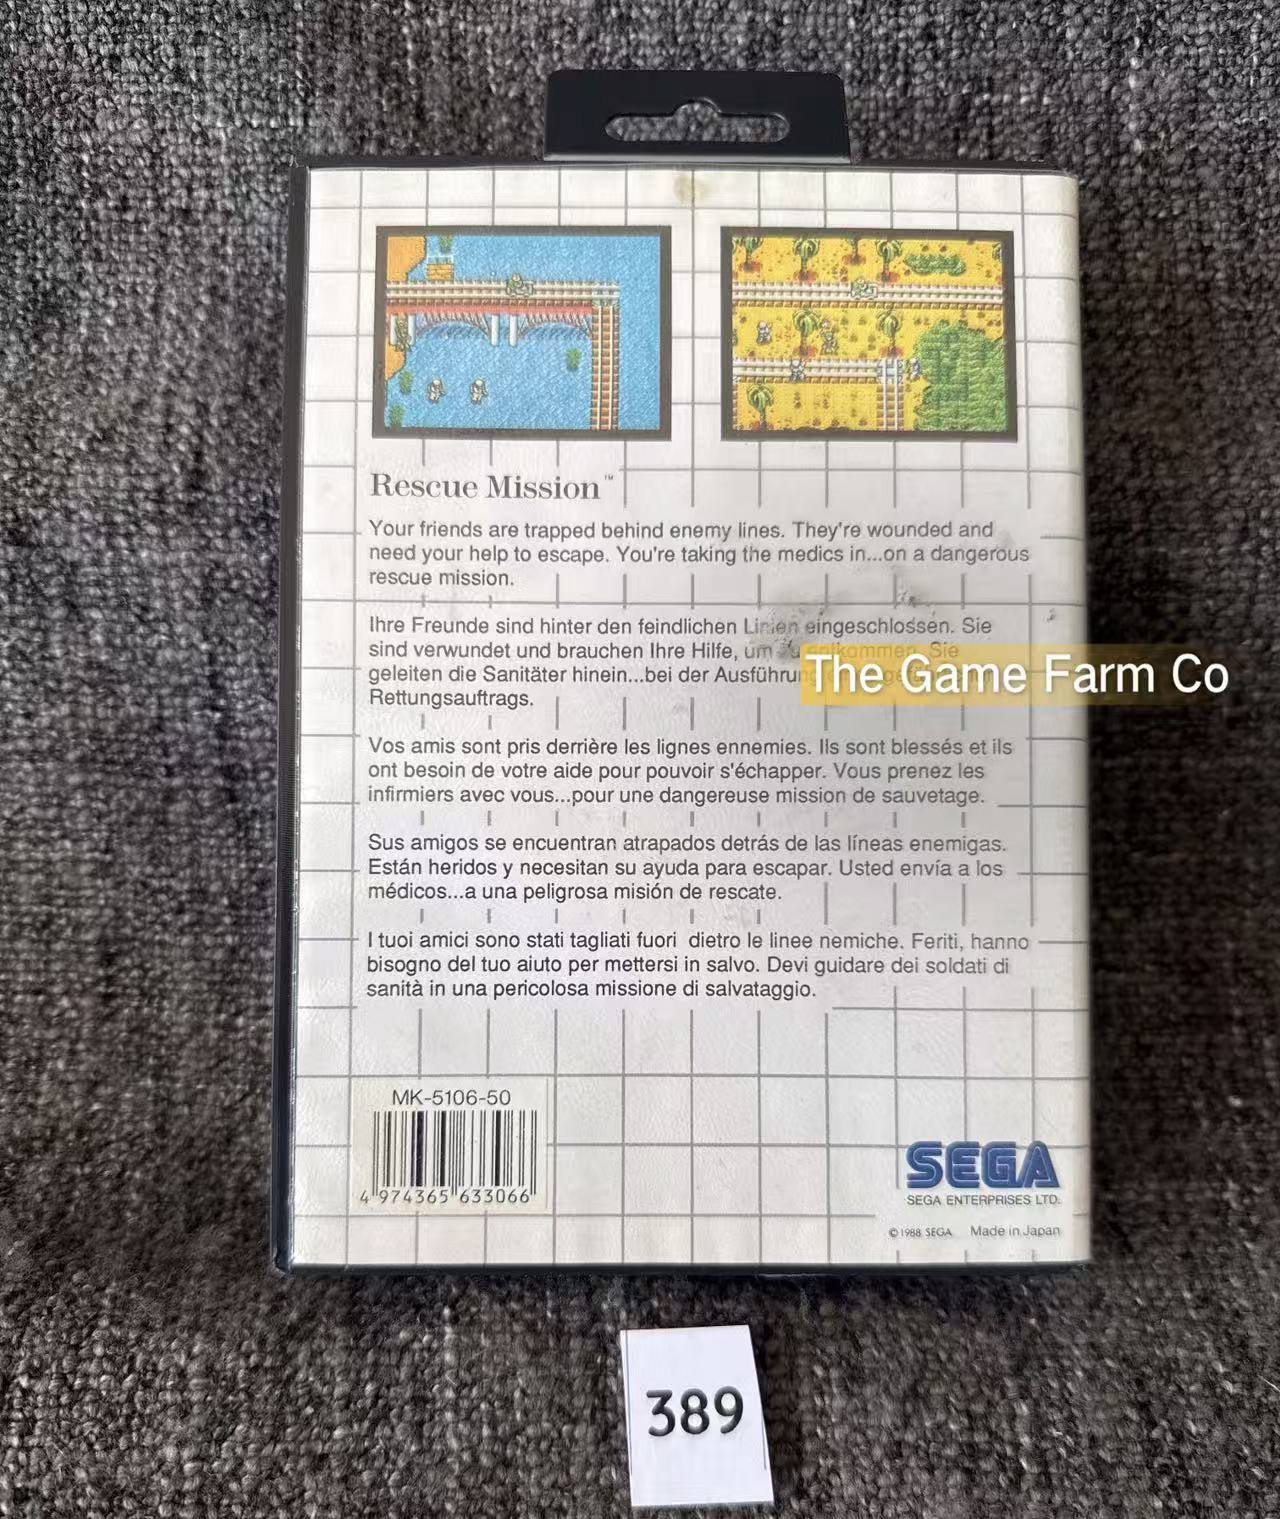 Rescue Mission™
Your friends are trapped behind enemy lines. They're wounded and
need your help to escape. You're taking the medics in...on a dangerous
rescue mission.
Ihre Freunde sind hinter den feindlichen Linien eingeschlossen. Sie
sind verwundet und brauchen Ihre Hilfe, um zu entkommen. Sie
geleiten die Sanitäter hinein...bei der Ausführung
Rettungsauftrags.
The Game Farm Co
Vos amis sont pris derrière les lignes ennemies. Ils sont blessés et ils
ont besoin de votre aide pour pouvoir s'échapper. Vous prenez les
infirmiers avec vous...pour une dangereuse mission de sauvetage.
Sus amigos se encuentran atrapados detrás de las líneas enemigas.
Están heridos y necesitan su ayuda para escapar. Usted envía a los
médicos...a una peligrosa misión de rescate.
I tuoi amici sono stati tagliati fuori dietro le linee nemiche. Feriti, hanno
bisogno del tuo aiuto per mettersi in salvo. Devi guidare dei soldati di
sanità in una pericolosa missione di salvataggio.
MK-5106-50
4 974365 633066
SEGA
SEGA ENTERPRISES LTD.
©1988 SEGA Made in Japan
389